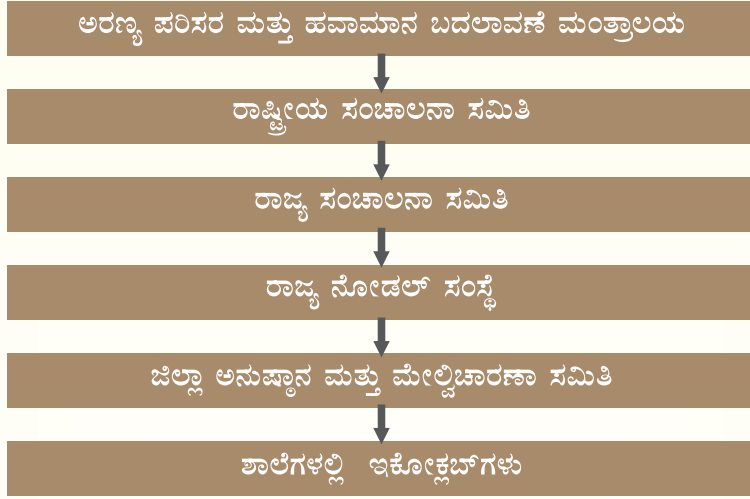 ಅರಣ್ಯ ಪರಿಸರ ಮತ್ತು ಹವಾಮಾನ ಬದಲಾವಣೆ ಮಂತ್ರಾಲಯ
ರಾಷ್ಟ್ರೀಯ ಸಂಚಾಲನಾ ಸಮಿತಿ
ರಾಜ್ಯ ಸಂಚಾಲನಾ ಸಮಿತಿ
ರಾಜ್ಯ ನೋಡಲ್ ಸಂಸ್ಥೆ
ಜಿಲ್ಲಾ ಅನುಷ್ಠಾನ ಮತ್ತು ಮೇಲ್ವಿಚಾರಣಾ ಸಮಿತಿ
ಶಾಲೆಗಳಲ್ಲಿ ಇಕೋಕ್ಲಬ್‌ಗಳು